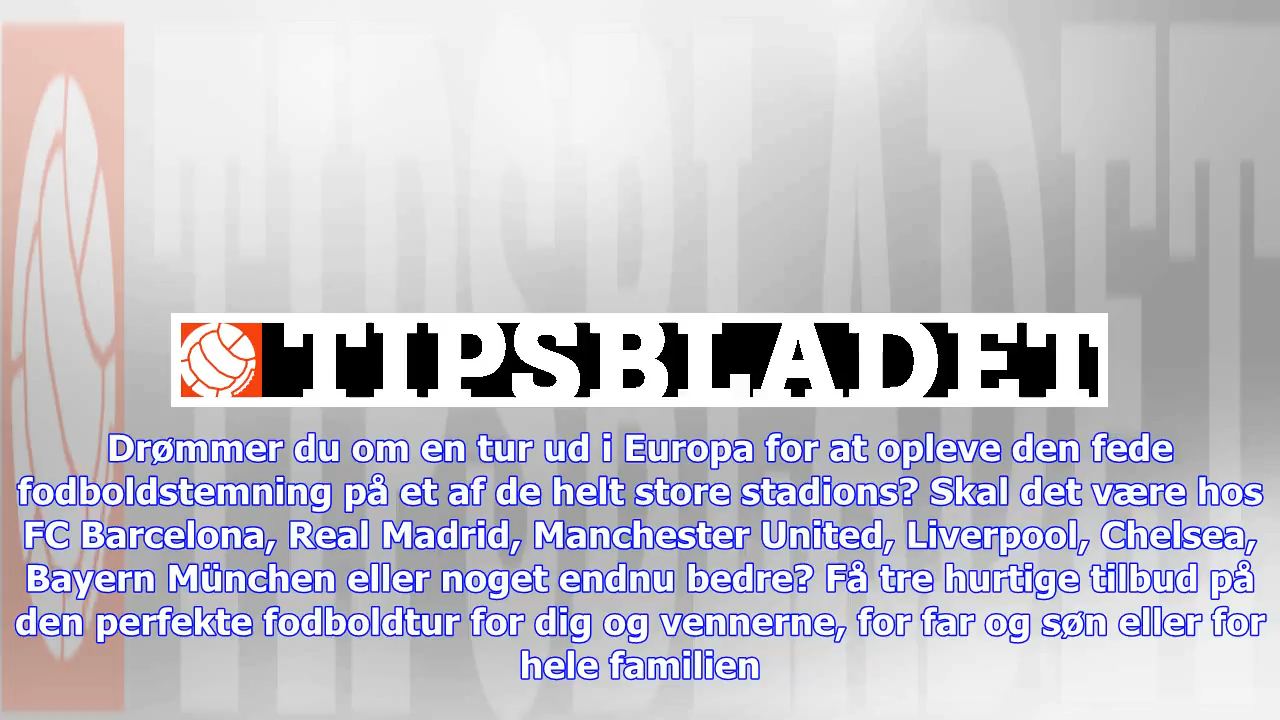 TIPSBLADET
TIPSBLADET
Drømmer du om en tur ud i Europa for at opleve den fede
fodboldstemning på et af de helt store stadions? Skal det være hos
FC Barcelona, Real Madrid, Manchester United, Liverpool, Chelsea,
Bayern München eller noget endnu bedre? Få tre hurtige tilbud på
den perfekte fodboldtur for dig og vennerne, for far og søn eller for
hele familien